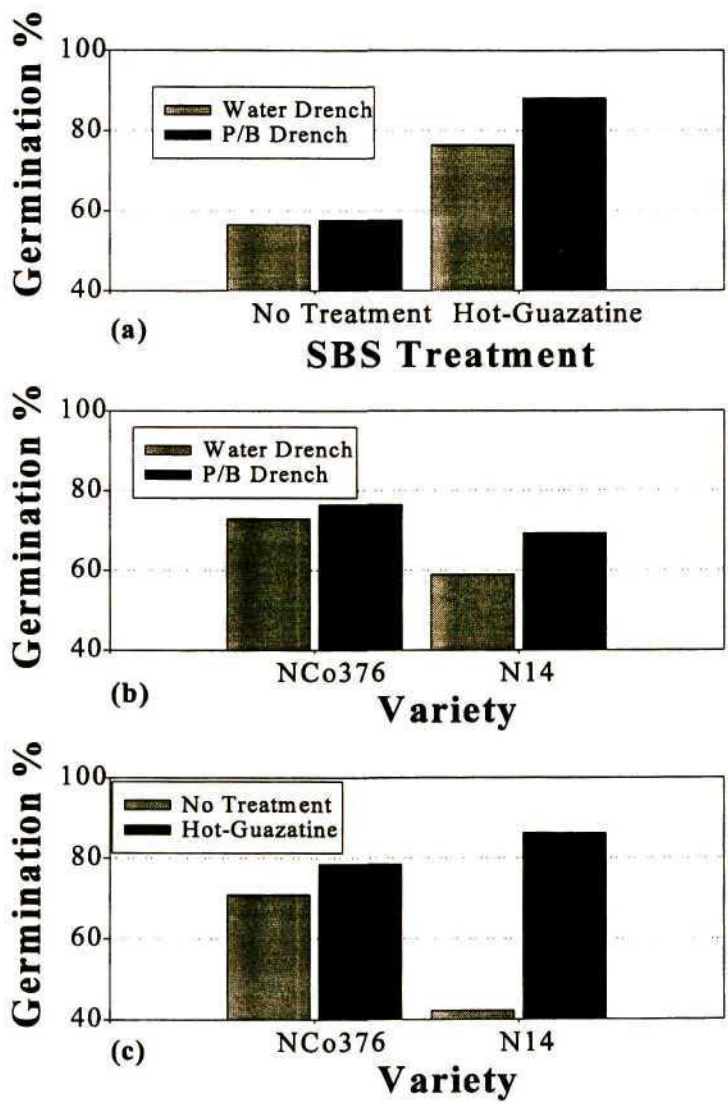 Germination %
100
80
60
40
Water Drench
P/B Drench
No Treatment Hot-Guazatine
(a)
SBS Treatment
Germination %
100
80
60
40
Water Drench
P/B Drench
NCo376 N14
(b)
Variety
Germination %
100
80
60
40
No Treatment
Hot-Guazatine
NCo376 N14
(c)
Variety